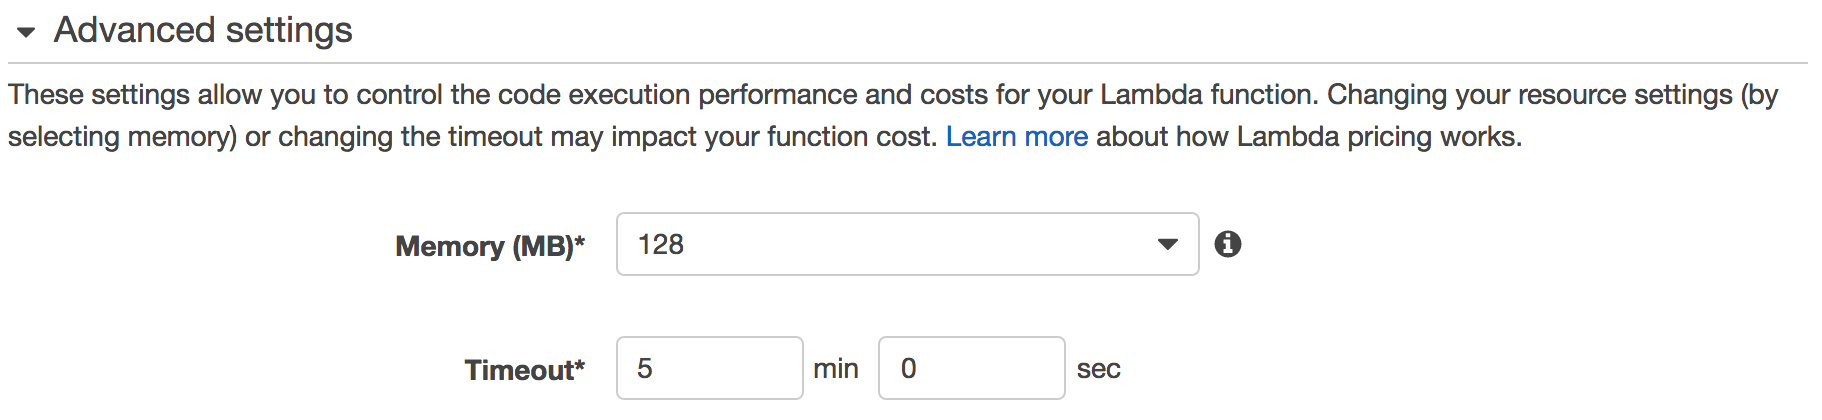 Advanced settings
These settings allow you to control the code execution performance and costs for your Lambda function. Changing your resource settings (by
selecting memory) or changing the timeout may impact your function cost. Learn more about how Lambda pricing works.
Memory (MB)* 128
Timeout* 5 min 0 sec